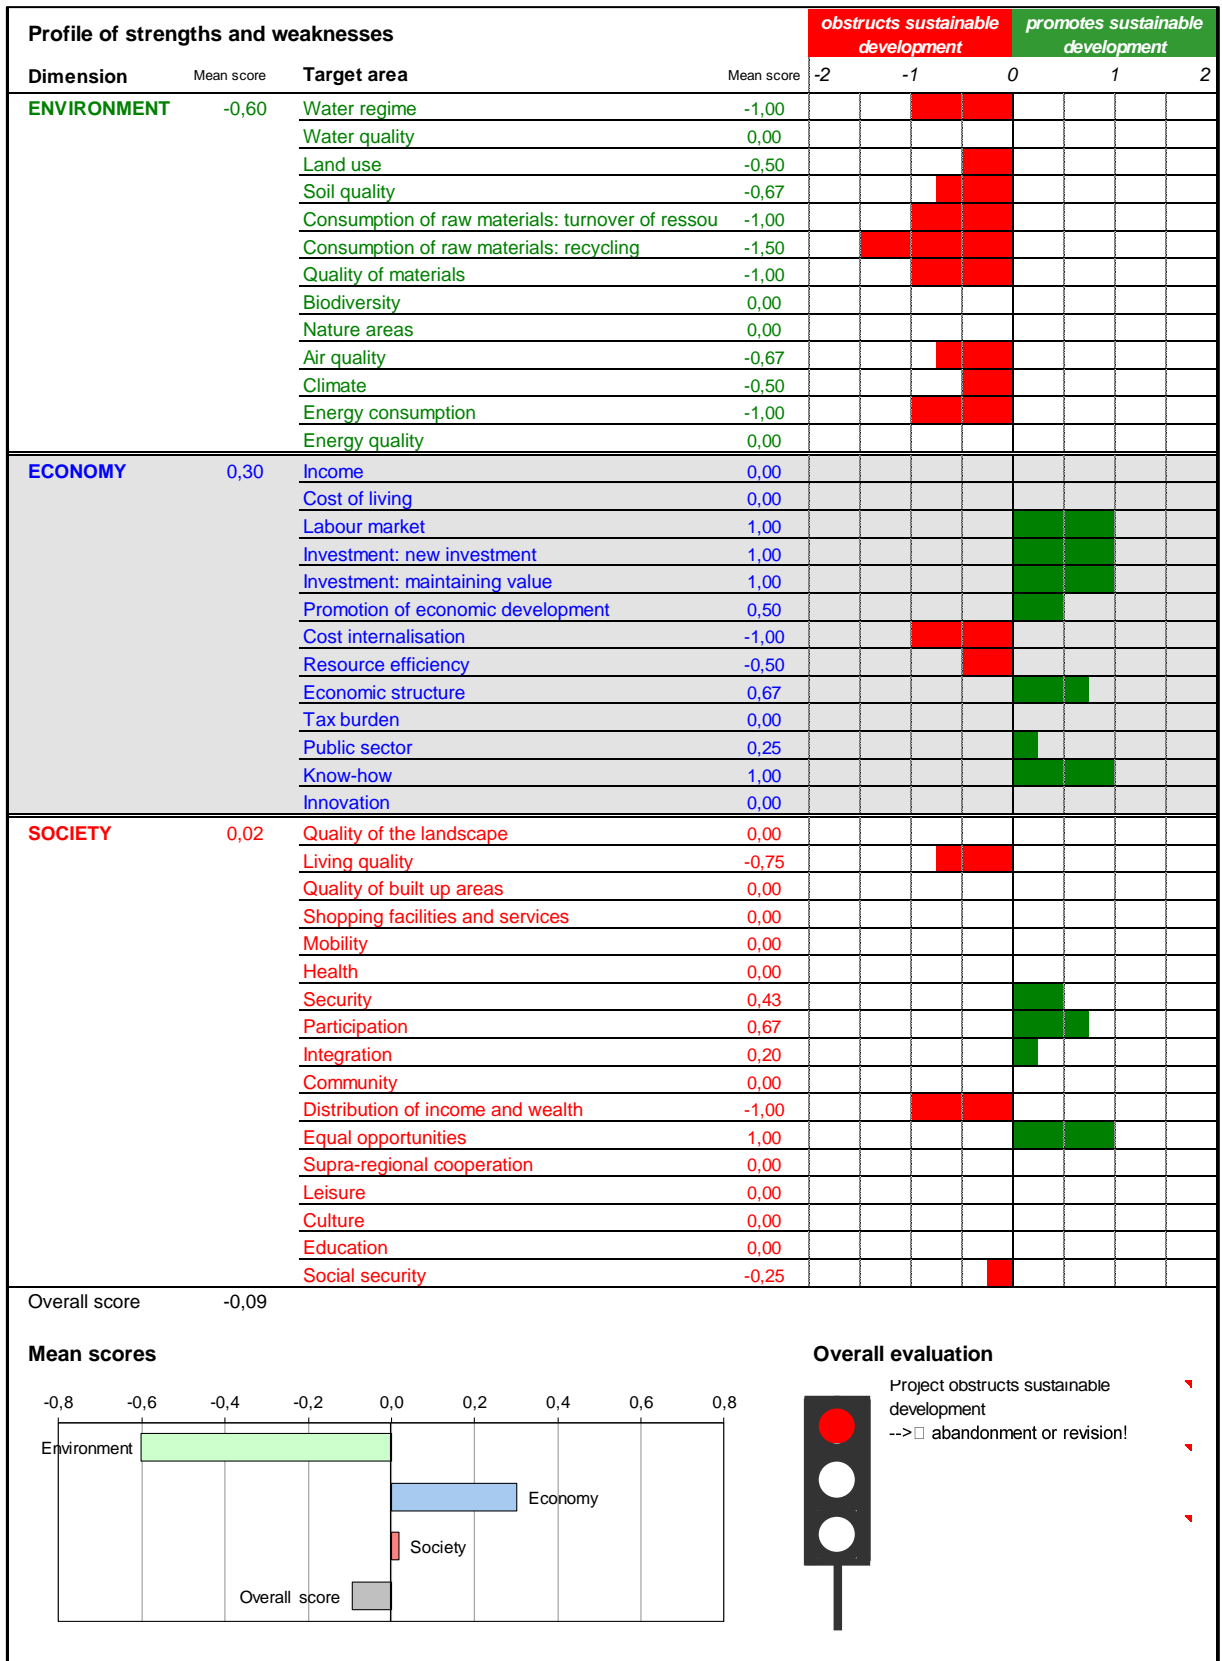 Profile of strengths and weaknesses
obstructs sustainable development
promotes sustainable development
Dimension Mean score Target area Mean score -2 -1 0 1 2
ENVIRONMENT -0,60 Water regime -1,00
Water quality 0,00
Land use -0,50
Soil quality -0,67
Consumption of raw materials: turnover of ressou -1,00
Consumption of raw materials: recycling -1,50
Quality of materials -1,00
Biodiversity 0,00
Nature areas 0,00
Air quality -0,67
Climate -0,50
Energy consumption -1,00
Energy quality 0,00
ECONOMY 0,30 Income 0,00
Cost of living 0,00
Labour market 1,00
Investment: new investment 1,00
Investment: maintaining value 1,00
Promotion of economic development 0,50
Cost internalisation -1,00
Resource efficiency -0,50
Economic structure 0,67
Tax burden 0,00
Public sector 0,25
Know-how 1,00
Innovation 0,00
SOCIETY 0,02 Quality of the landscape 0,00
Living quality -0,75
Quality of built up areas 0,00
Shopping facilities and services 0,00
Mobility 0,00
Health 0,00
Security 0,43
Participation 0,67
Integration 0,20
Community 0,00
Distribution of income and wealth -1,00
Equal opportunities 1,00
Supra-regional cooperation 0,00
Leisure 0,00
Culture 0,00
Education 0,00
Social security -0,25
Overall score -0,09
Mean scores
-0,8 -0,6 -0,4 -0,2 0,0 0,2 0,4 0,6 0,8
Environment
Economy
Society
Overall score
Overall evaluation
Project obstructs sustainable
development
-->□ abandonment or revision!